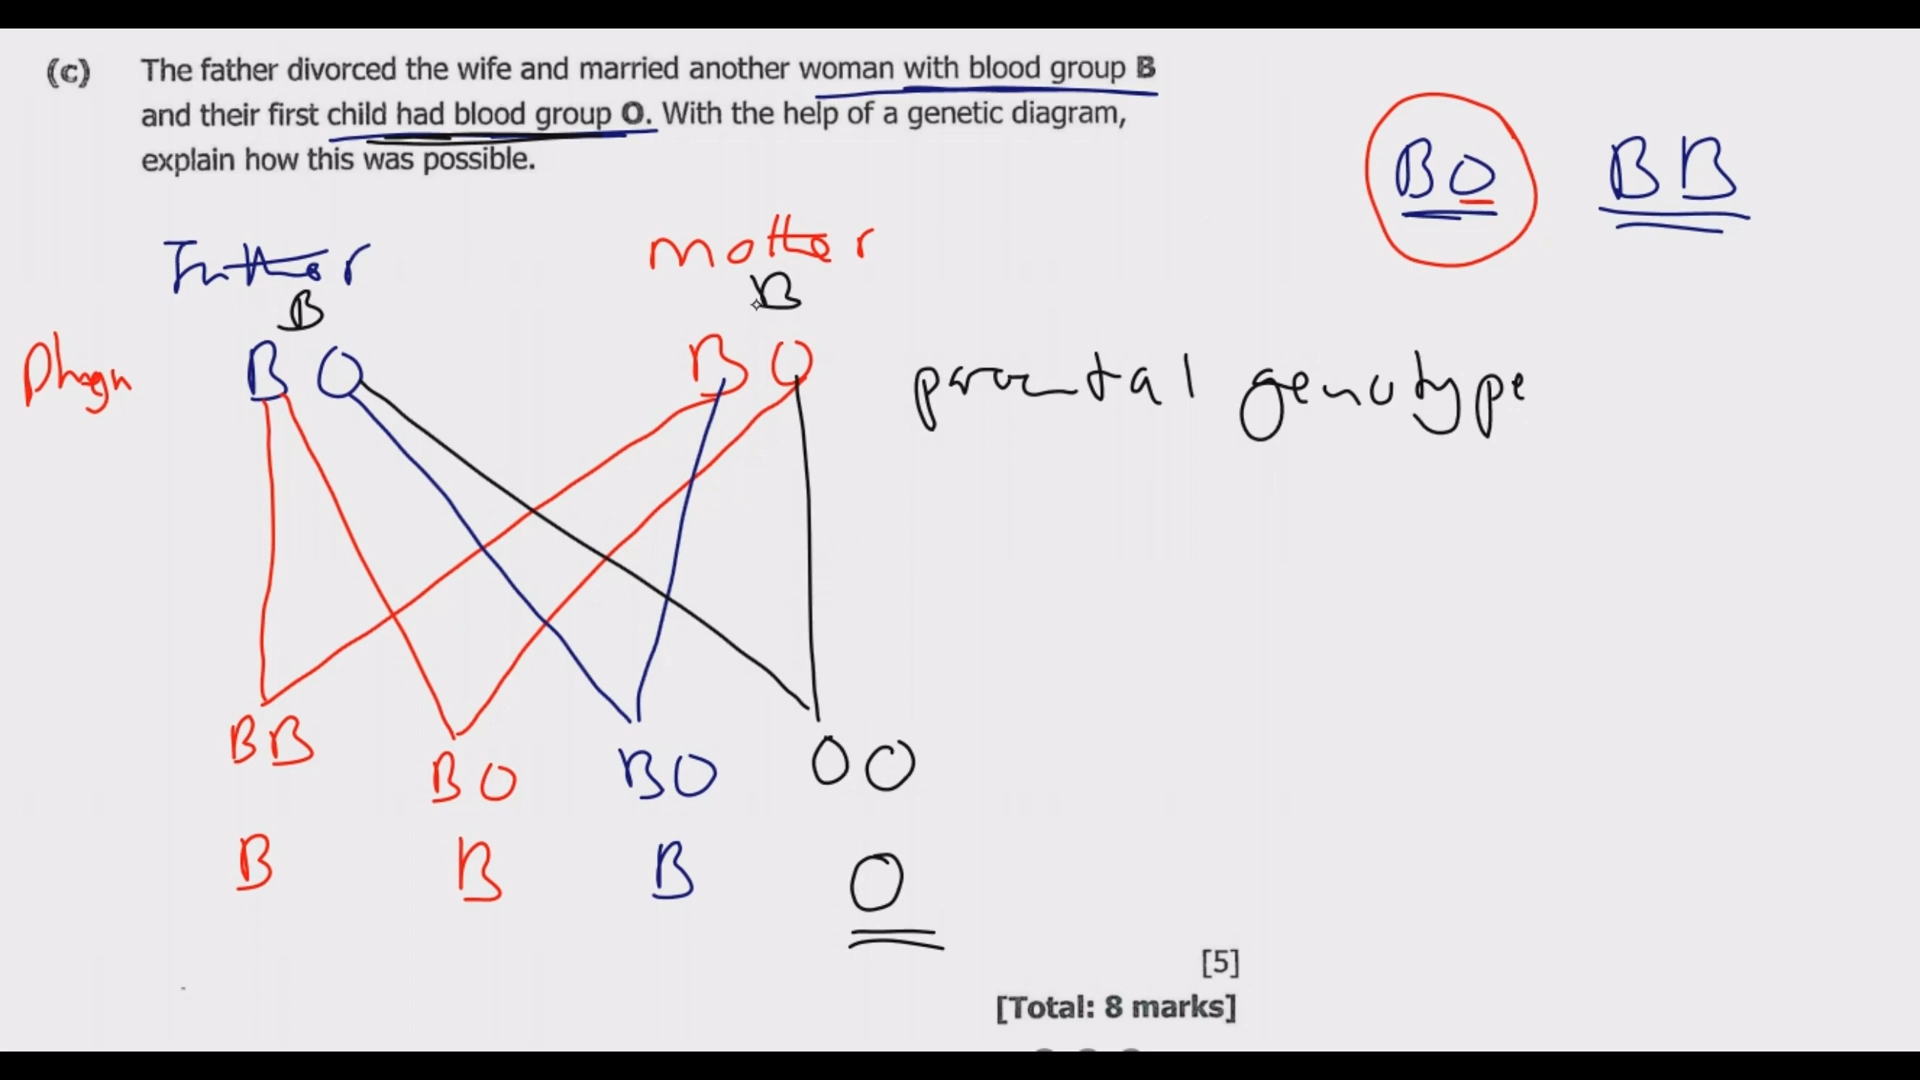 (c) The father divorced the wife and married another woman with blood group B
and their first child had blood group O. With the help of a genetic diagram,
explain how this was possible.
BO BB
Father mother
B B
BO BO parental genotype
BB BO BO OO
B B B O
[5]
[Total: 8 marks]